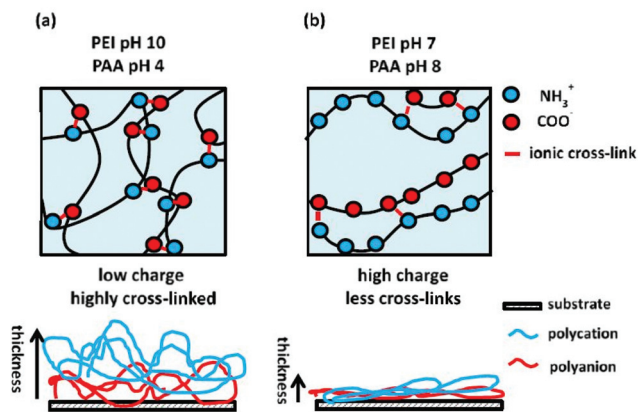 (a)
PEI pH 10
PAA pH 4
low charge
highly cross-linked
thickness
(b)
PEI pH 7
PAA pH 8
high charge
less cross-links
thickness
NH₃⁺
COO⁻
ionic cross-link
substrate
polycation
polyanion